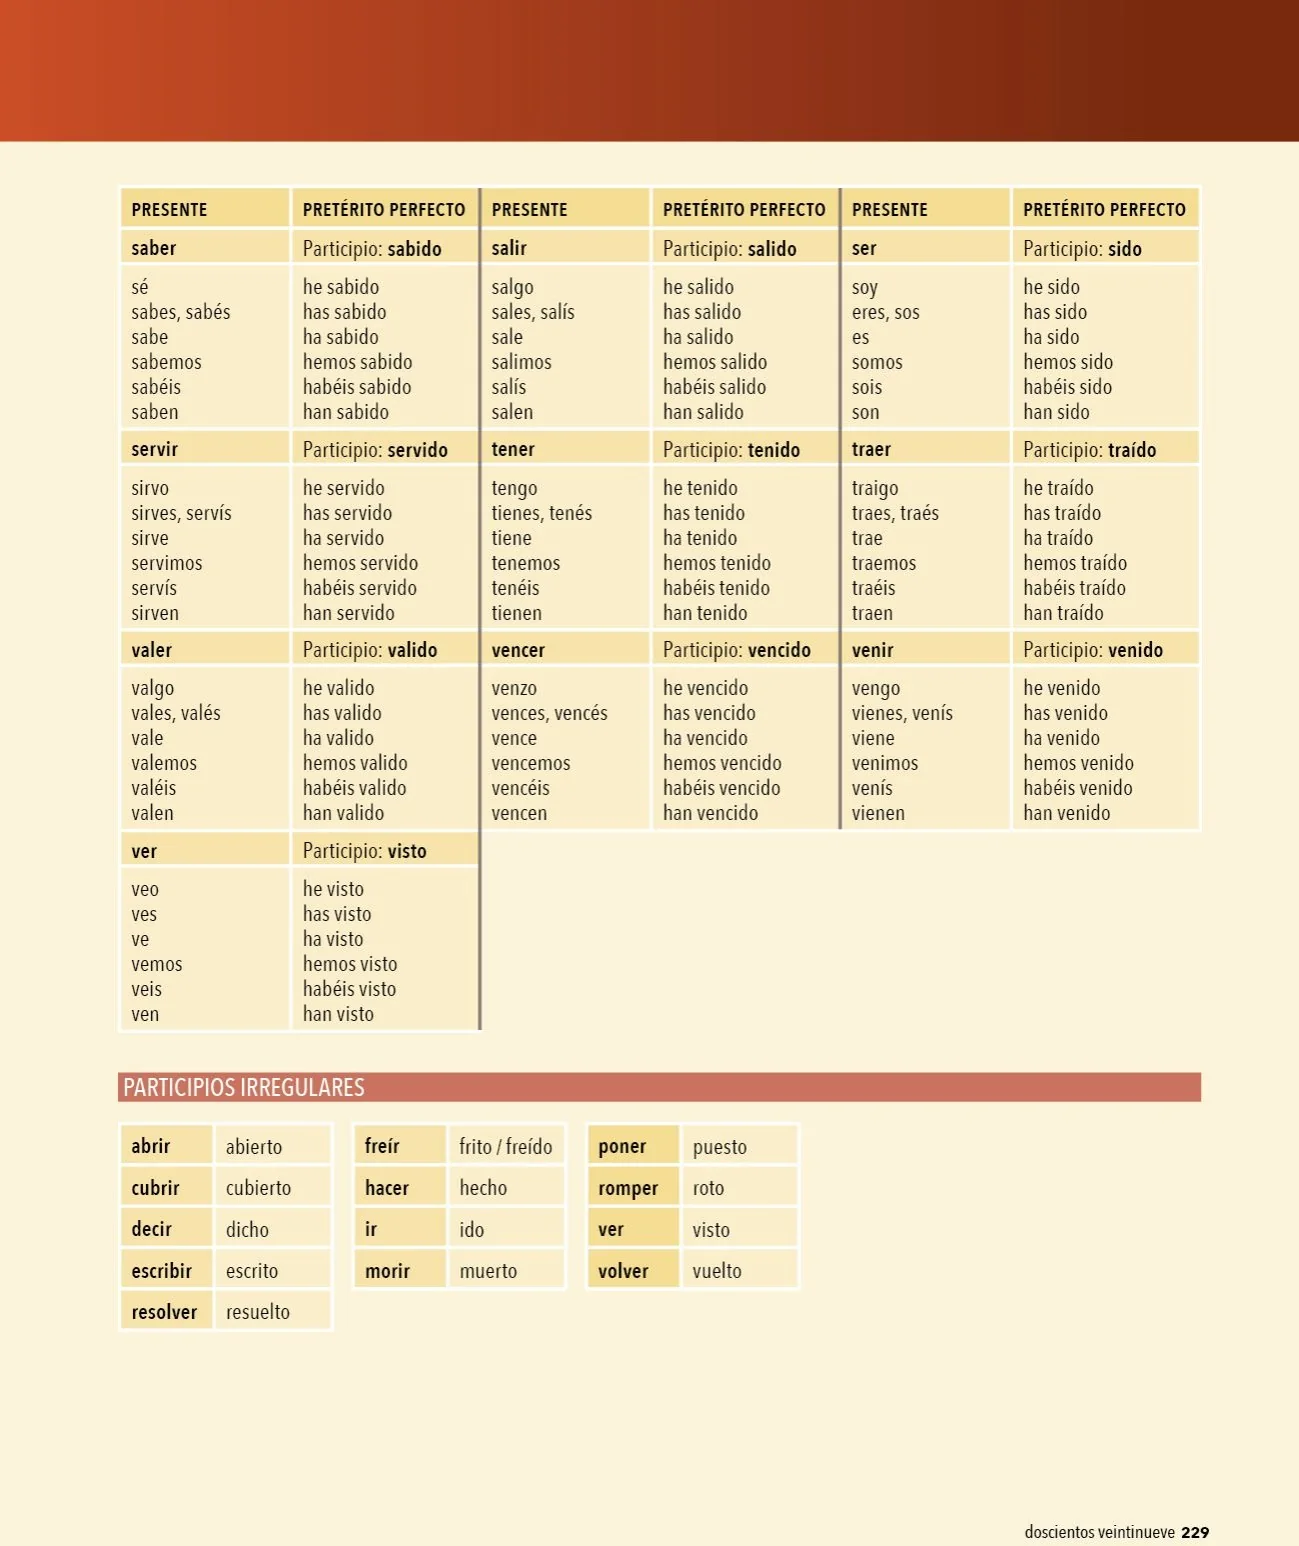 PRESENTE PRETÉRITO PERFECTO PRESENTE PRETÉRITO PERFECTO PRESENTE PRETÉRITO PERFECTO
saber Participio: sabido salir Participio: salido ser Participio: sido
sé he sabido salgo he salido soy he sido
sabes, sabés has sabido sales, salís has salido eres, sos has sido
sabe ha sabido sale ha salido es ha sido
sabemos hemos sabido salimos hemos salido somos hemos sido
sabéis habéis sabido salís habéis salido sois habéis sido
saben han sabido salen han salido son han sido
servir Participio: servido tener Participio: tenido traer Participio: traído
sirvo he servido tengo he tenido traigo he traído
sirves, servís has servido tienes, tenés has tenido traes, traés has traído
sirve ha servido tiene ha tenido trae ha traído
servimos hemos servido tenemos hemos tenido traemos hemos traído
servís habéis servido tenéis habéis tenido traéis habéis traído
sirven han servido tienen han tenido traen han traído
valer Participio: valido vencer Participio: vencido venir Participio: venido
valgo he valido venzo he vencido vengo he venido
vales, valés has valido vences, vencés has vencido vienes, venís has venido
vale ha valido vence ha vencido viene ha venido
valemos hemos valido vencemos hemos vencido venimos hemos venido
valéis habéis valido vencéis habéis vencido venís habéis venido
valen han valido vencen han vencido vienen han venido
ver Participio: visto
veo he visto
ves has visto
ve ha visto
vemos hemos visto
veis habéis visto
ven han visto
PARTICIPIOS IRREGULARES
abrir abierto freír frito / freído poner puesto
cubrir cubierto hacer hecho romper roto
decir dicho ir ido ver visto
escribir escrito morir muerto volver vuelto
resolver resuelto
doscientos veintinueve 229